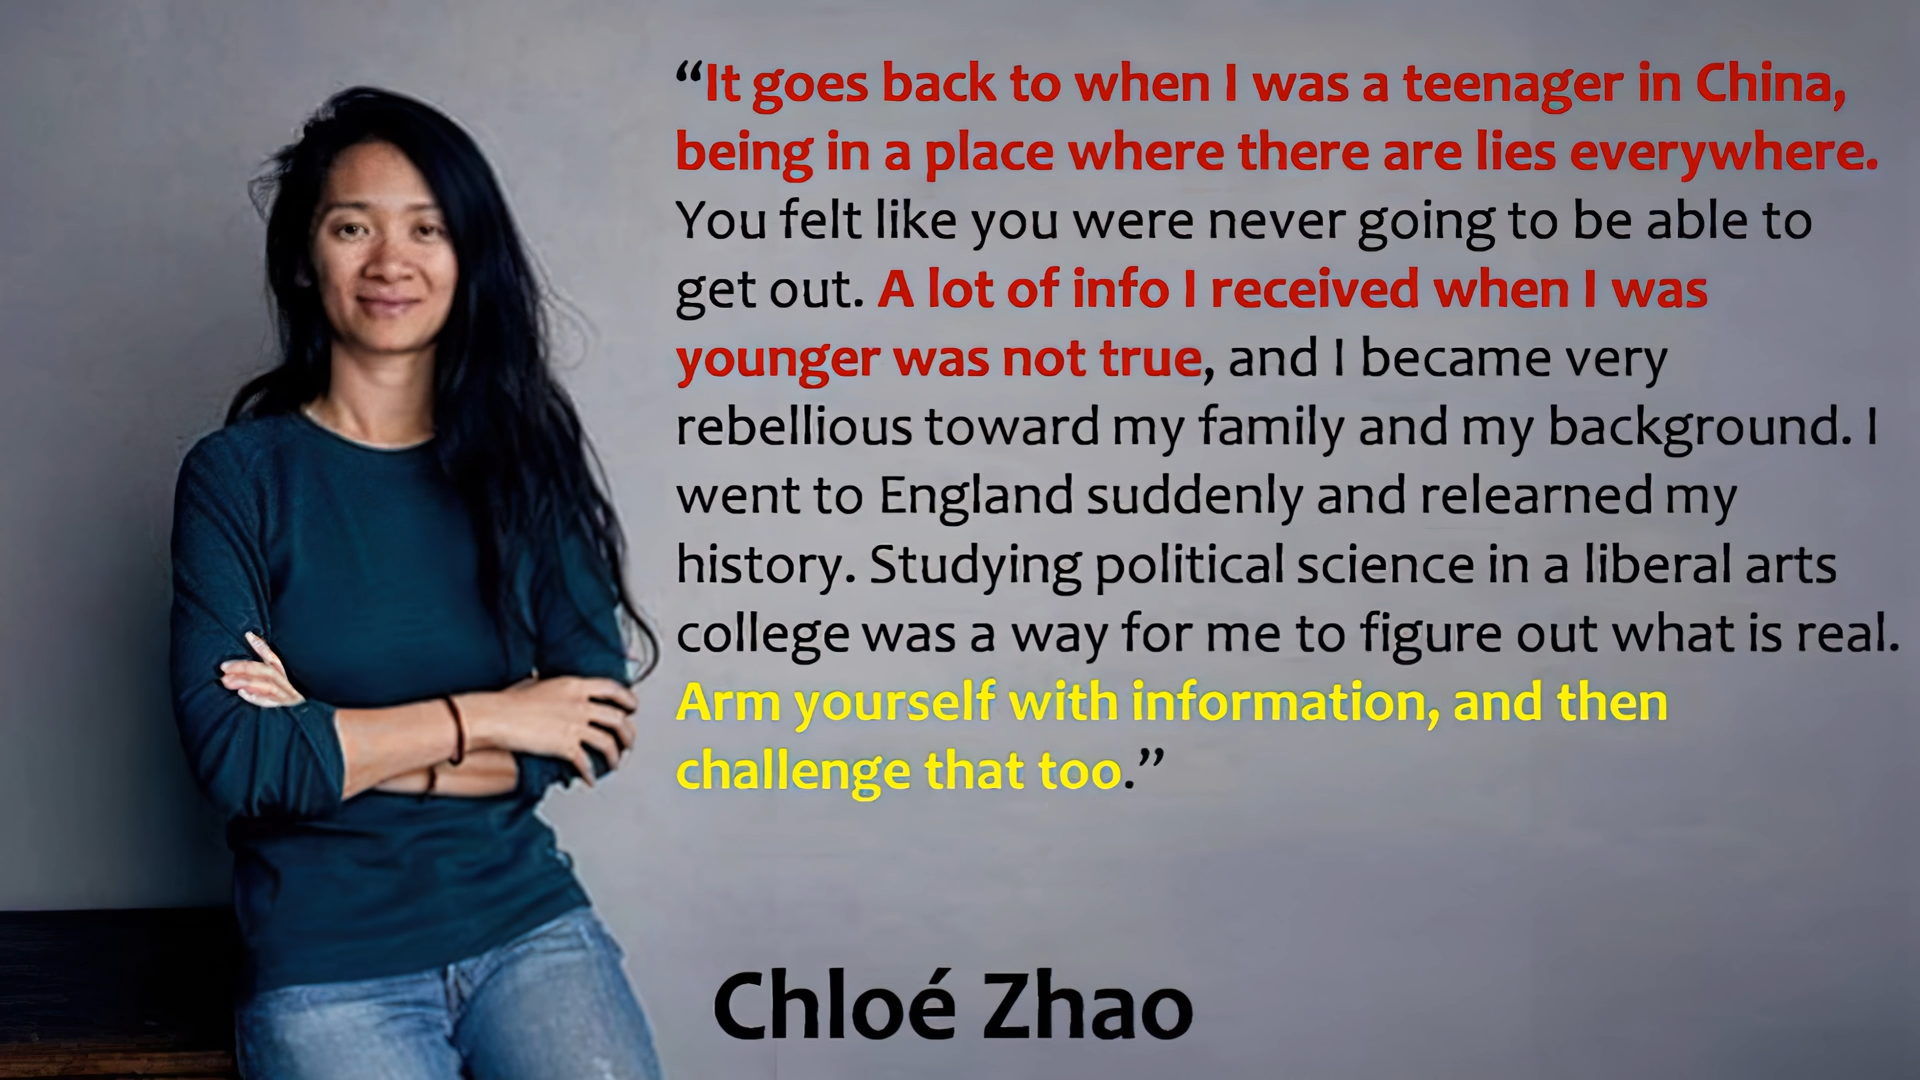 “It goes back to when I was a teenager in China,
being in a place where there are lies everywhere.
You felt like you were never going to be able to
get out. A lot of info I received when I was
younger was not true, and I became very
rebellious toward my family and my background. I
went to England suddenly and relearned my
history. Studying political science in a liberal arts
college was a way for me to figure out what is real.
Arm yourself with information, and then
challenge that too.”
Chloé Zhao